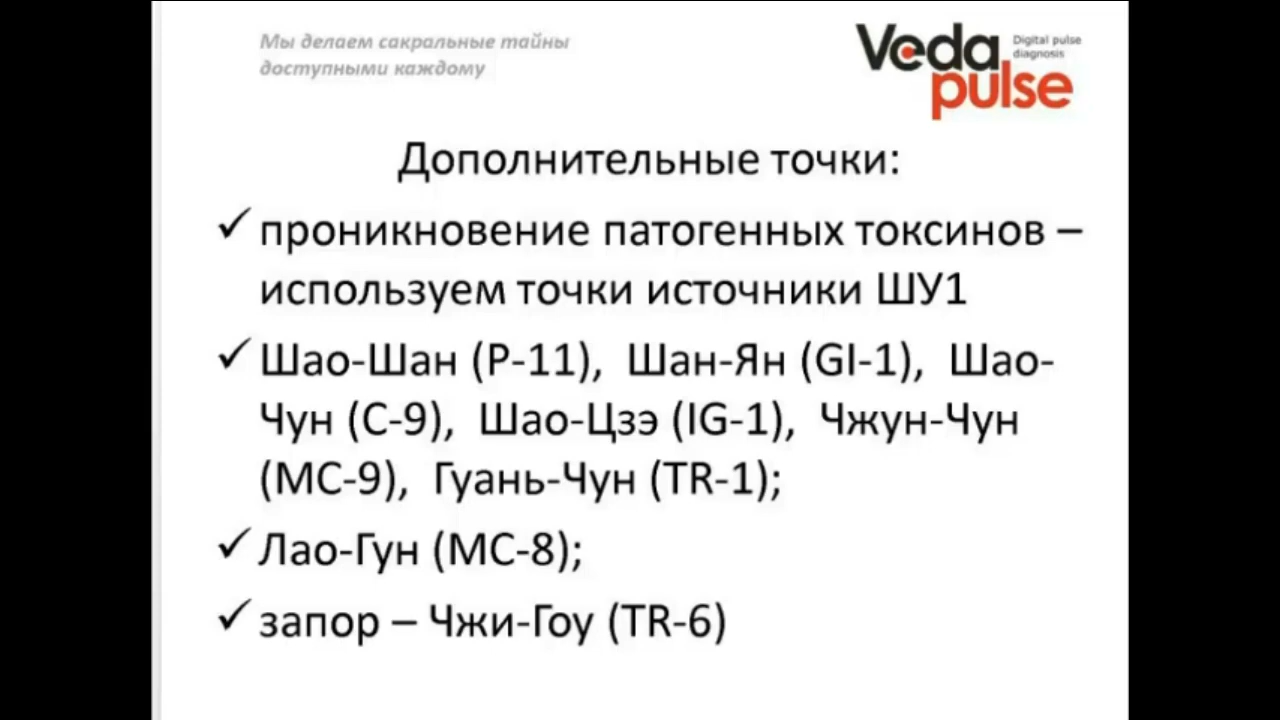 Мы делаем сакральные тайны
доступными каждому
Veda
pulse
Digital pulse
diagnosis
Дополнительные точки:
✓ проникновение патогенных токсинов –
используем точки источники ШУ1
✓ Шао-Шан (P-11), Шан-Ян (GI-1), Шао-
Чун (C-9), Шао-Цзэ (IG-1), Чжун-Чун
(MC-9), Гуань-Чун (TR-1);
✓ Лао-Гун (MC-8);
✓ запор – Чжи-Гоу (TR-6)